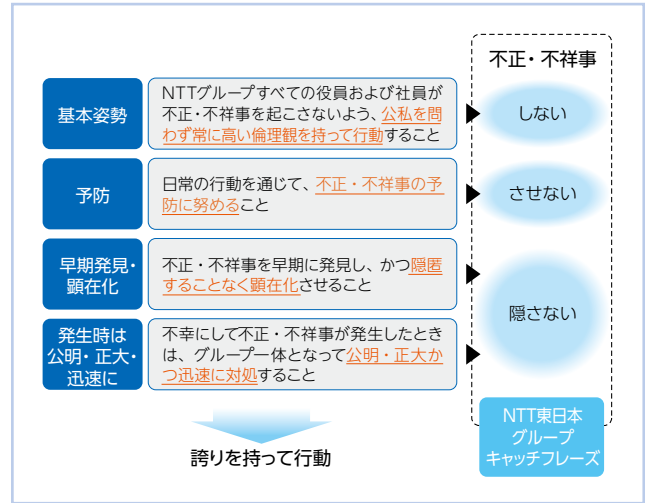 不正・不祥事
基本姿勢
NTTグループすべての役員および社員が
不正・不祥事を起こさないよう、公私を問
わず常に高い倫理観を持って行動すること
しない
予防
日常の行動を通じて、不正・不祥事の予
防に努めること
させない
早期発見・
顕在化
不正・不祥事を早期に発見し、かつ隠匿
することなく顕在化させること
隠さない
発生時は
公明・正大・
迅速に
不幸にして不正・不祥事が発生したとき
は、グループ一体となって公明・正大か
つ迅速に対処すること
誇りを持って行動
NTT東日本
グループ
キャッチフレーズ